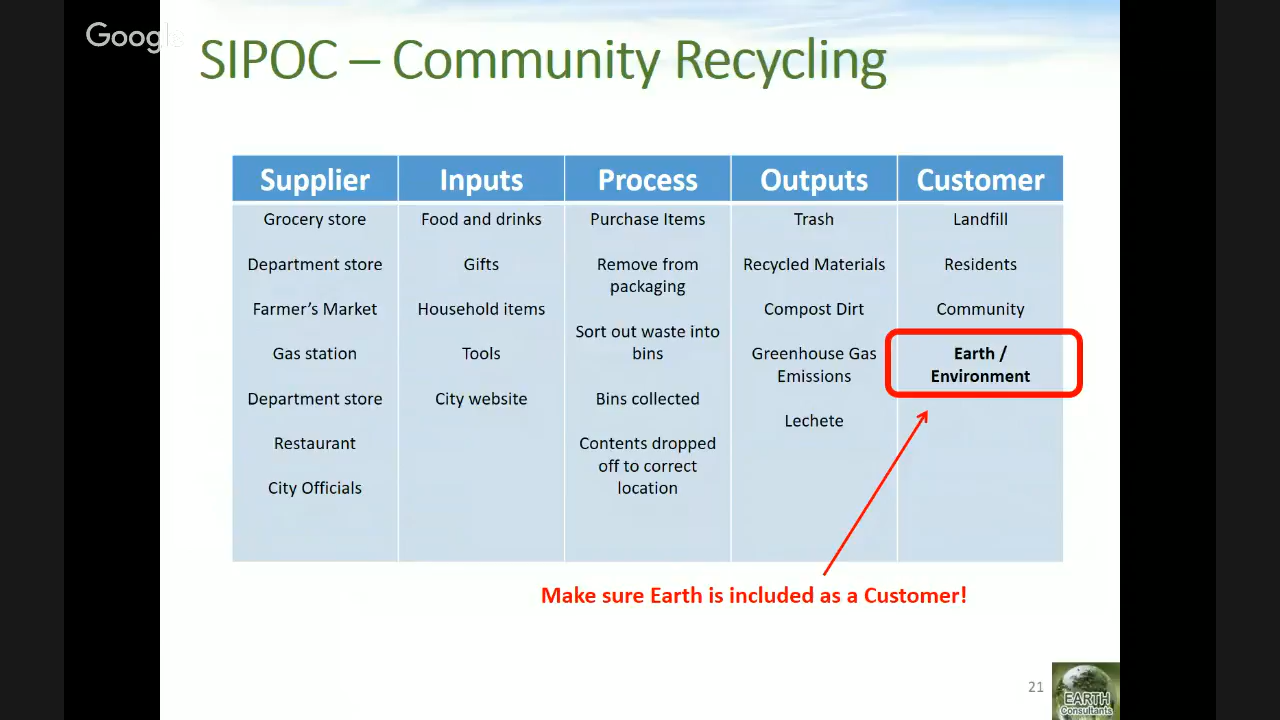 Google
SIPOC – Community Recycling
Supplier
Inputs
Process
Outputs
Customer
Grocery store
Department store
Farmer's Market
Gas station
Department store
Restaurant
City Officials
Food and drinks
Gifts
Household items
Tools
City website
Purchase Items
Remove from
packaging
Sort out waste into
bins
Bins collected
Contents dropped
off to correct
location
Trash
Recycled Materials
Compost Dirt
Greenhouse Gas
Emissions
Lechete
Landfill
Residents
Community
Earth /
Environment
Make sure Earth is included as a Customer!
21
EARTH
Consultants